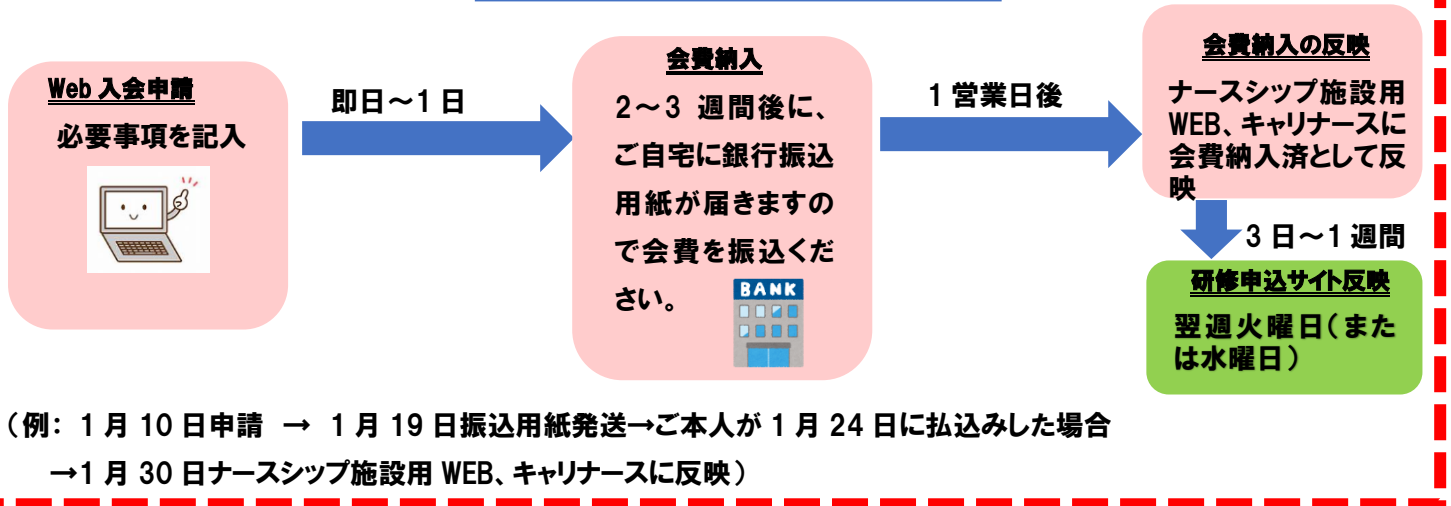 Web 入会申請
必要事項を記入
即日～1 日
会費納入
2～3 週間後に、
ご自宅に銀行振込
用紙が届きますの
で会費を振込くだ
さい。
BANK
1 営業日後
会費納入の反映
ナースシップ施設用
WEB、キャリナースに
会費納入済として反
映
3 日～1 週間
研修申込サイト反映
翌週火曜日（また
は水曜日）
（例： 1 月 10 日申請 → 1 月 19 日振込用紙発送→ご本人が 1 月 24 日に払込みした場合
→1 月 30 日ナースシップ施設用 WEB、キャリナースに反映）